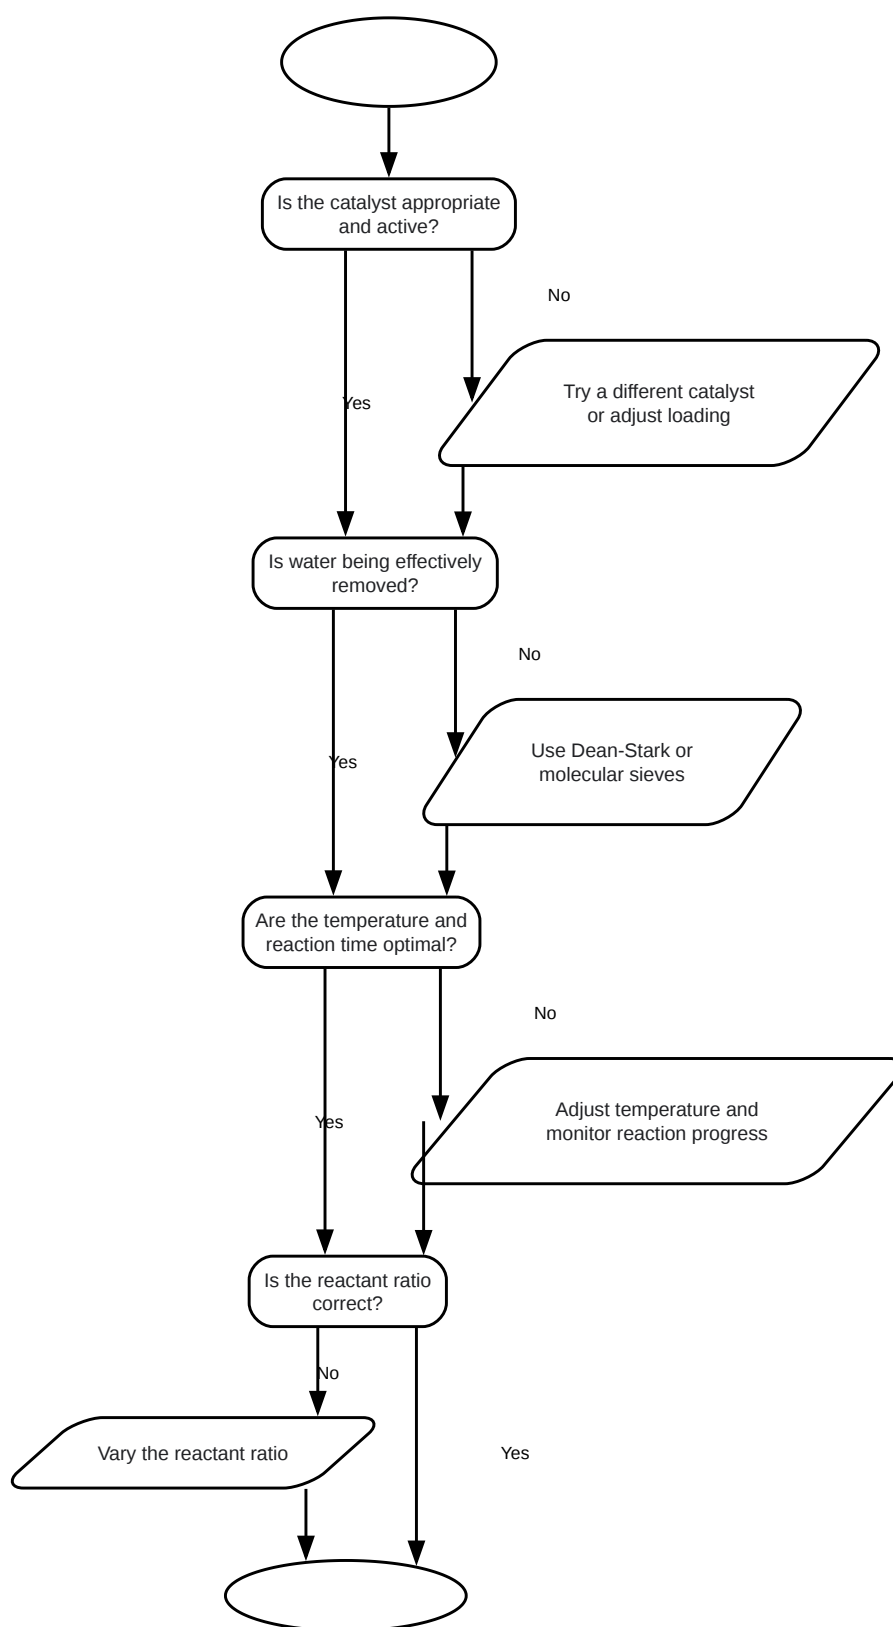 Is the catalyst appropriate
and active?
No
Try a different catalyst
or adjust loading
Yes
Is water being effectively
removed?
No
Use Dean-Stark or
molecular sieves
Yes
Are the temperature and
reaction time optimal?
No
Adjust temperature and
monitor reaction progress
Yes
Is the reactant ratio
correct?
No
Vary the reactant ratio
Yes